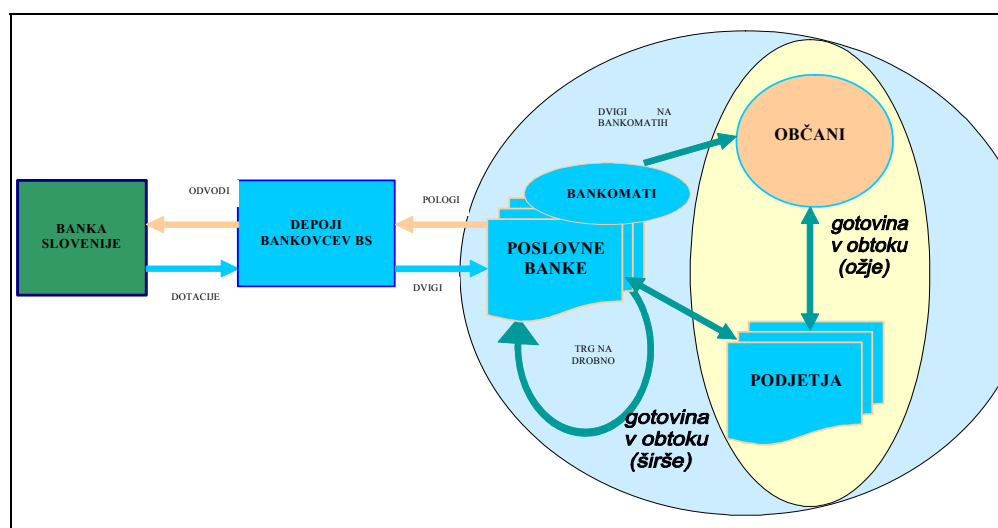 DVIGI NA
BANKOMATIH
OBČANI
BANKOMATI
ODVODI
POLOGI
BANKA
SLOVENIJE
DEPOJI
BANKOVCEV BS
POSLOVNE
BANKE
gotovina
v obtoku
(ožje)
DOTACIJE
DVIGI
TRG NA
DROBNO
PODJETJA
gotovina
v obtoku
(širše)